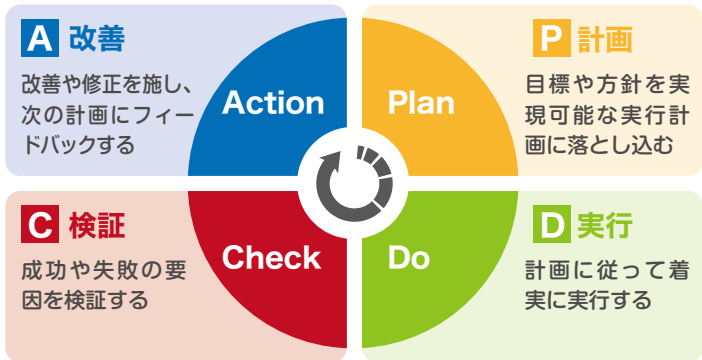 A 改善
改善や修正を施し、
次の計画にフィー
ドバックする
Action
Plan
P 計画
目標や方針を実
現可能な実行計
画に落とし込む
C 検証
成功や失敗の要
因を検証する
Check
Do
D 実行
計画に従って着
実に実行する